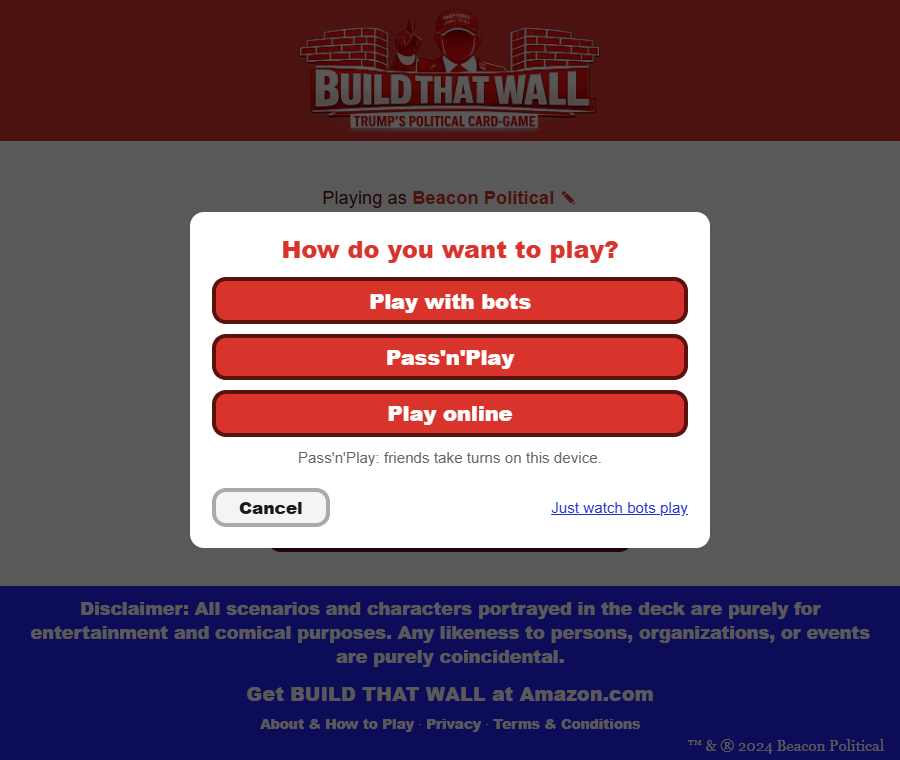 BUILD THAT WALL
TRUMP'S POLITICAL CARD-GAME
Playing as Beacon Political
How do you want to play?
Play with bots
Pass'n'Play
Play online
Pass'n'Play: friends take turns on this device.
Cancel
Just watch bots play
Disclaimer: All scenarios and characters portrayed in the deck are purely for
entertainment and comical purposes. Any likeness to persons, organizations, or events
are purely coincidental.
Get BUILD THAT WALL at Amazon.com
About & How to Play · Privacy · Terms & Conditions
™ & ® 2024 Beacon Political